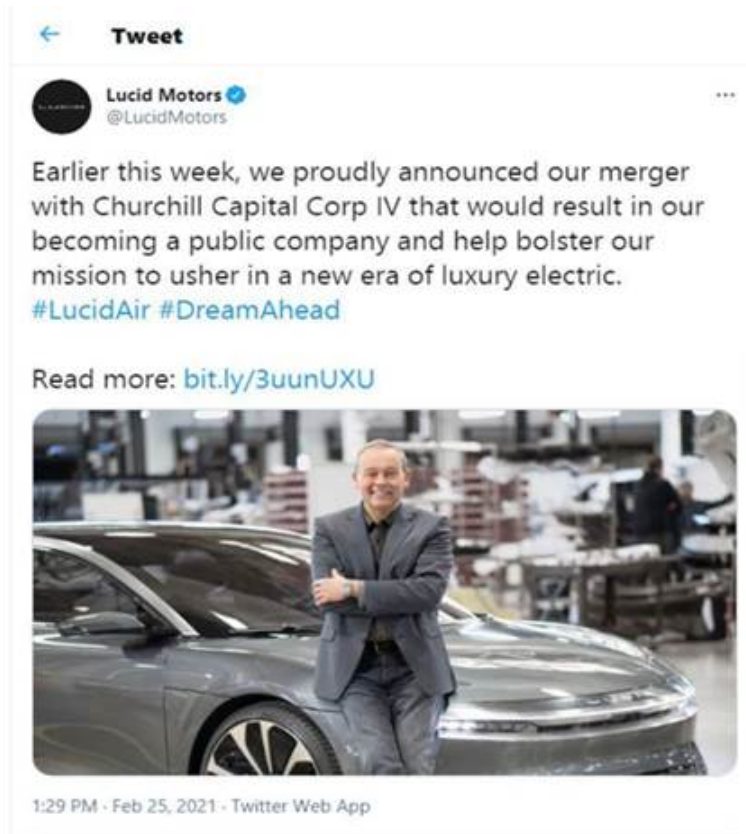 Tweet
Lucid Motors
@LucidMotors
Earlier this week, we proudly announced our merger
with Churchill Capital Corp IV that would result in our
becoming a public company and help bolster our
mission to usher in a new era of luxury electric.
#LucidAir #DreamAhead
Read more: bit.ly/3uunUXU
1:29 PM · Feb 25, 2021 · Twitter Web App